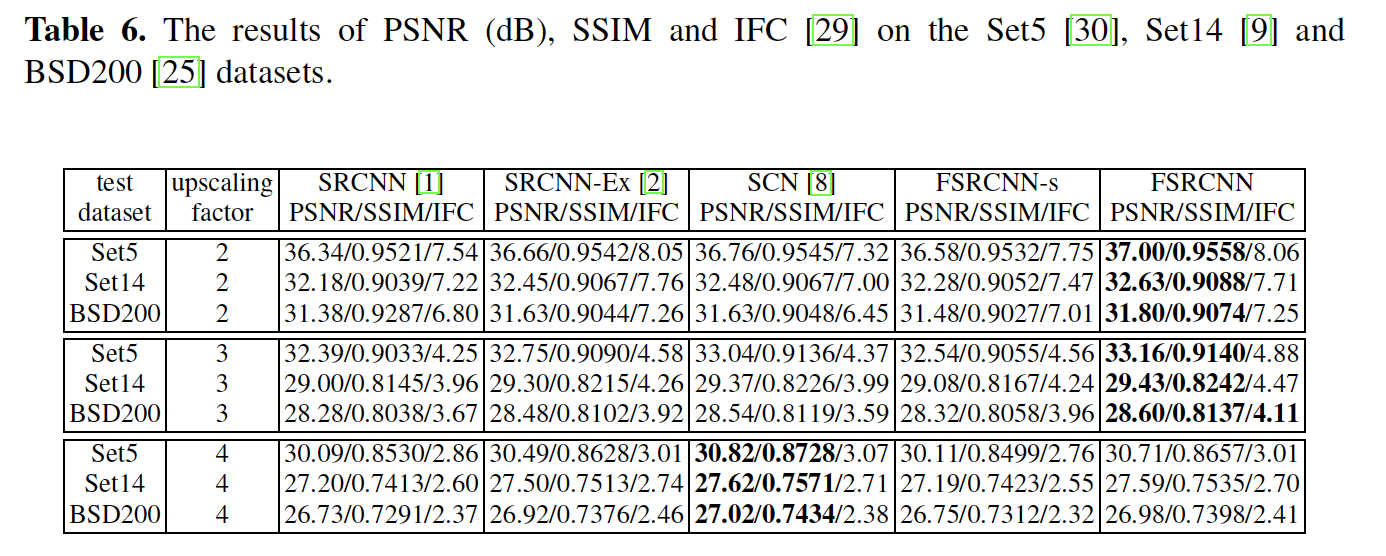 Table 6. The results of PSNR (dB), SSIM and IFC [29] on the Set5 [30], Set14 [9] and
BSD200 [25] datasets.
test upscaling SRCNN [1] SRCNN-Ex [2] SCN [8] FSRCNN-s FSRCNN
dataset factor PSNR/SSIM/IFC PSNR/SSIM/IFC PSNR/SSIM/IFC PSNR/SSIM/IFC PSNR/SSIM/IFC
Set5 2 36.34/0.9521/7.54 36.66/0.9542/8.05 36.76/0.9545/7.32 36.58/0.9532/7.75 37.00/0.9558/8.06
Set14 2 32.18/0.9039/7.22 32.45/0.9067/7.76 32.48/0.9067/7.00 32.28/0.9052/7.47 32.63/0.9088/7.71
BSD200 2 31.38/0.9287/6.80 31.63/0.9044/7.26 31.63/0.9048/6.45 31.48/0.9027/7.01 31.80/0.9074/7.25
Set5 3 32.39/0.9033/4.25 32.75/0.9090/4.58 33.04/0.9136/4.37 32.54/0.9055/4.56 33.16/0.9140/4.88
Set14 3 29.00/0.8145/3.96 29.30/0.8215/4.26 29.37/0.8226/3.99 29.08/0.8167/4.24 29.43/0.8242/4.47
BSD200 3 28.28/0.8038/3.67 28.48/0.8102/3.92 28.54/0.8119/3.59 28.32/0.8058/3.96 28.60/0.8137/4.11
Set5 4 30.09/0.8530/2.86 30.49/0.8628/3.01 30.82/0.8728/3.07 30.11/0.8499/2.76 30.71/0.8657/3.01
Set14 4 27.20/0.7413/2.60 27.50/0.7513/2.74 27.62/0.7571/2.71 27.19/0.7423/2.55 27.59/0.7535/2.70
BSD200 4 26.73/0.7291/2.37 26.92/0.7376/2.46 27.02/0.7434/2.38 26.75/0.7312/2.32 26.98/0.7398/2.41